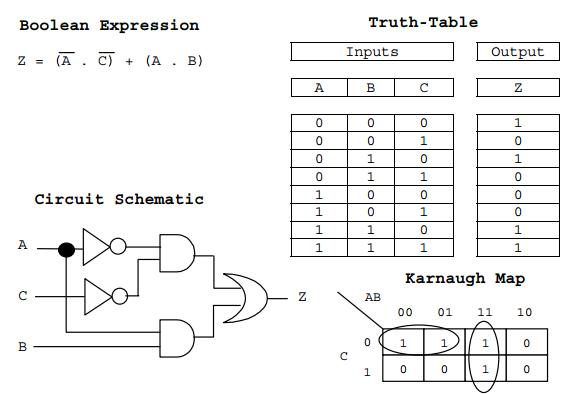 Boolean Expression
Z = (A̅ . C̅) + (A . B)
Truth-Table
Inputs Output
A B C Z
0 0 0 1
0 0 1 0
0 1 0 1
0 1 1 0
1 0 0 0
1 0 1 0
1 1 0 1
1 1 1 1
Circuit Schematic
A
C
B
Z
Karnaugh Map
AB
00 01 11 10
C
0 1 1 1 0
1 0 0 1 0